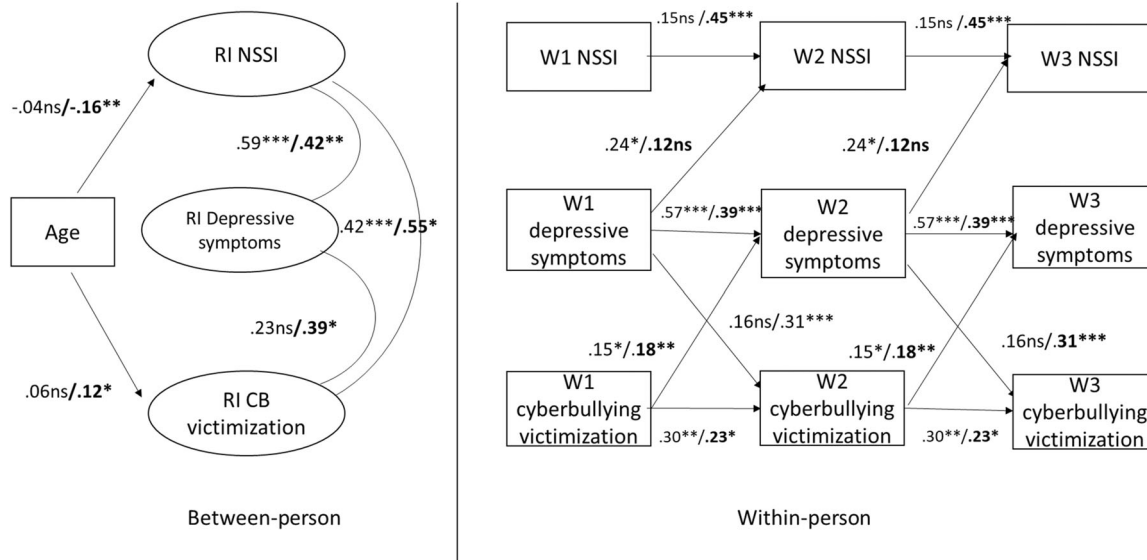 RI NSSI
-.04ns/-.16**
.59***/.42**
Age
RI Depressive
symptoms
.42***/.55*
.23ns/.39*
.06ns/.12*
RI CB
victimization
Between-person
.15ns/.45***
.15ns/.45***
W1 NSSI
W2 NSSI
W3 NSSI
.24*/.12ns
.24*/.12ns
W1
depressive
symptoms
.57***/.39***
W2
depressive
symptoms
.57***/.39***
W3
depressive
symptoms
.16ns/.31***
.16ns/.31***
.15*/.18**
.15*/.18**
W1
cyberbullying
victimization
W2
cyberbullying
victimization
W3
cyberbullying
victimization
.30**/.23*
.30**/.23*
Within-person